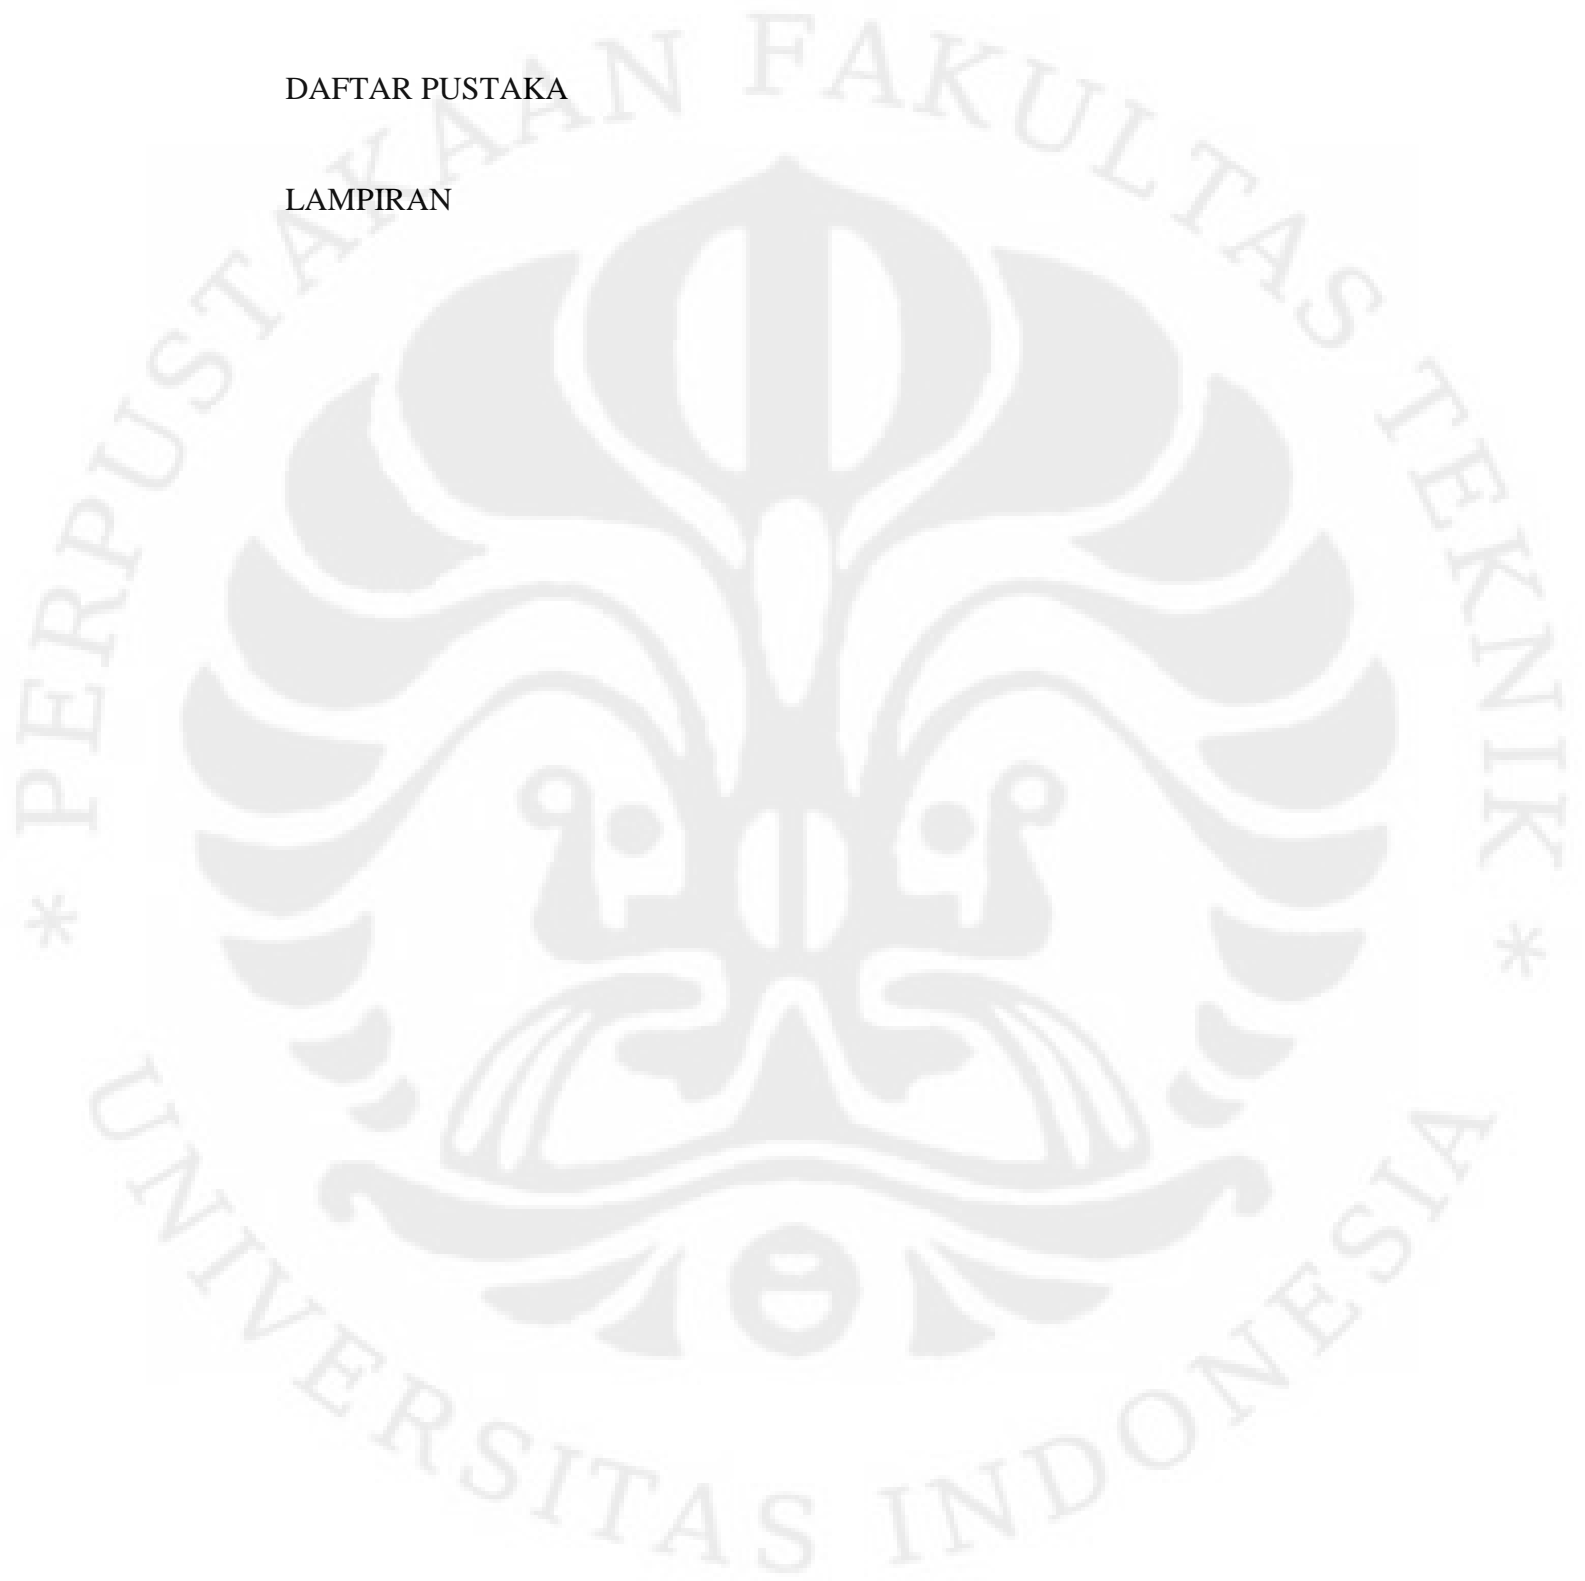 DAFTAR PUSTAKA
LAMPIRAN
* PERPUSTAKAAN FAKULTAS TEKNIK *
UNIVERSITAS INDONESIA